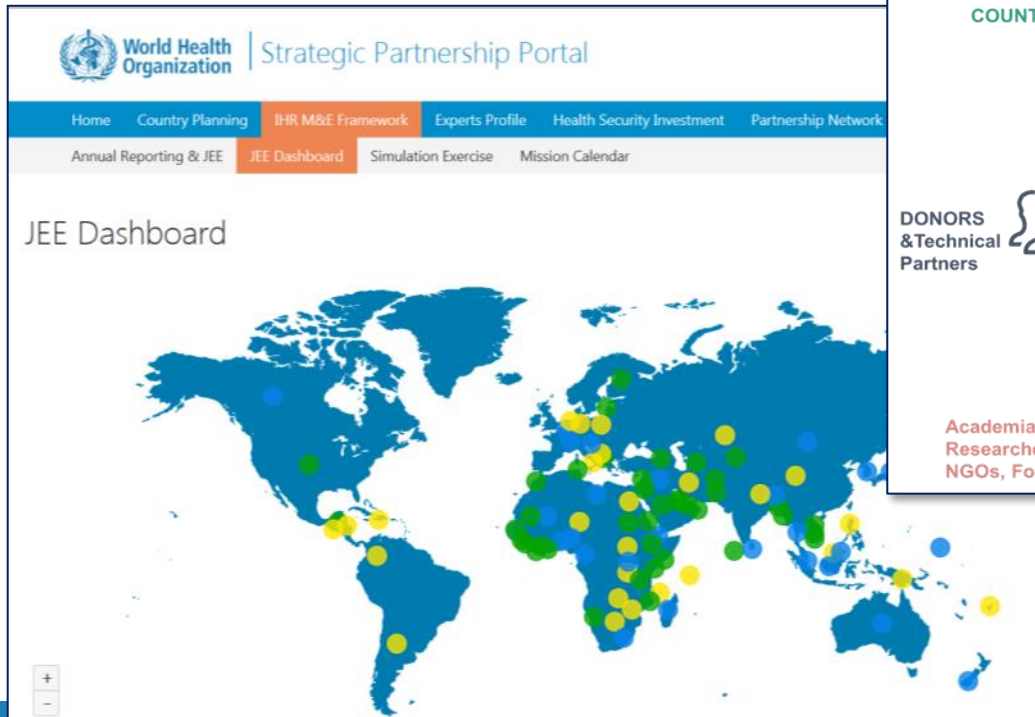 World Health
Organization
Strategic Partnership Portal
Home Country Planning IHR M&E Framework Experts Profile Health Security Investment Partnership Network
Annual Reporting & JEE JEE Dashboard Simulation Exercise Mission Calendar
JEE Dashboard
+
-
DONORS
&Technical
Partners
Academia
NGOs,